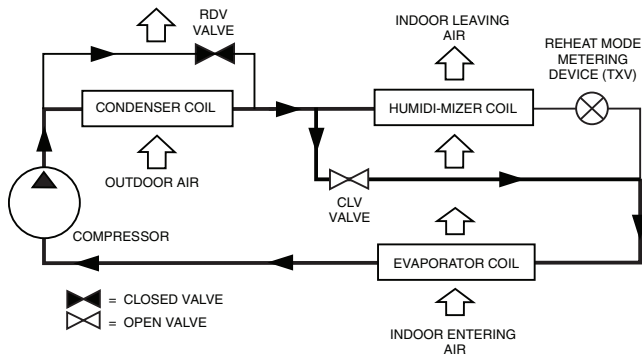 RDV
VALVE
INDOOR LEAVING
AIR
REHEAT MODE
METERING
DEVICE (TXV)
CONDENSER COIL
HUMIDI-MIZER COIL
OUTDOOR AIR
CLV
VALVE
COMPRESSOR
EVAPORATOR COIL
= CLOSED VALVE
= OPEN VALVE
INDOOR ENTERING
AIR